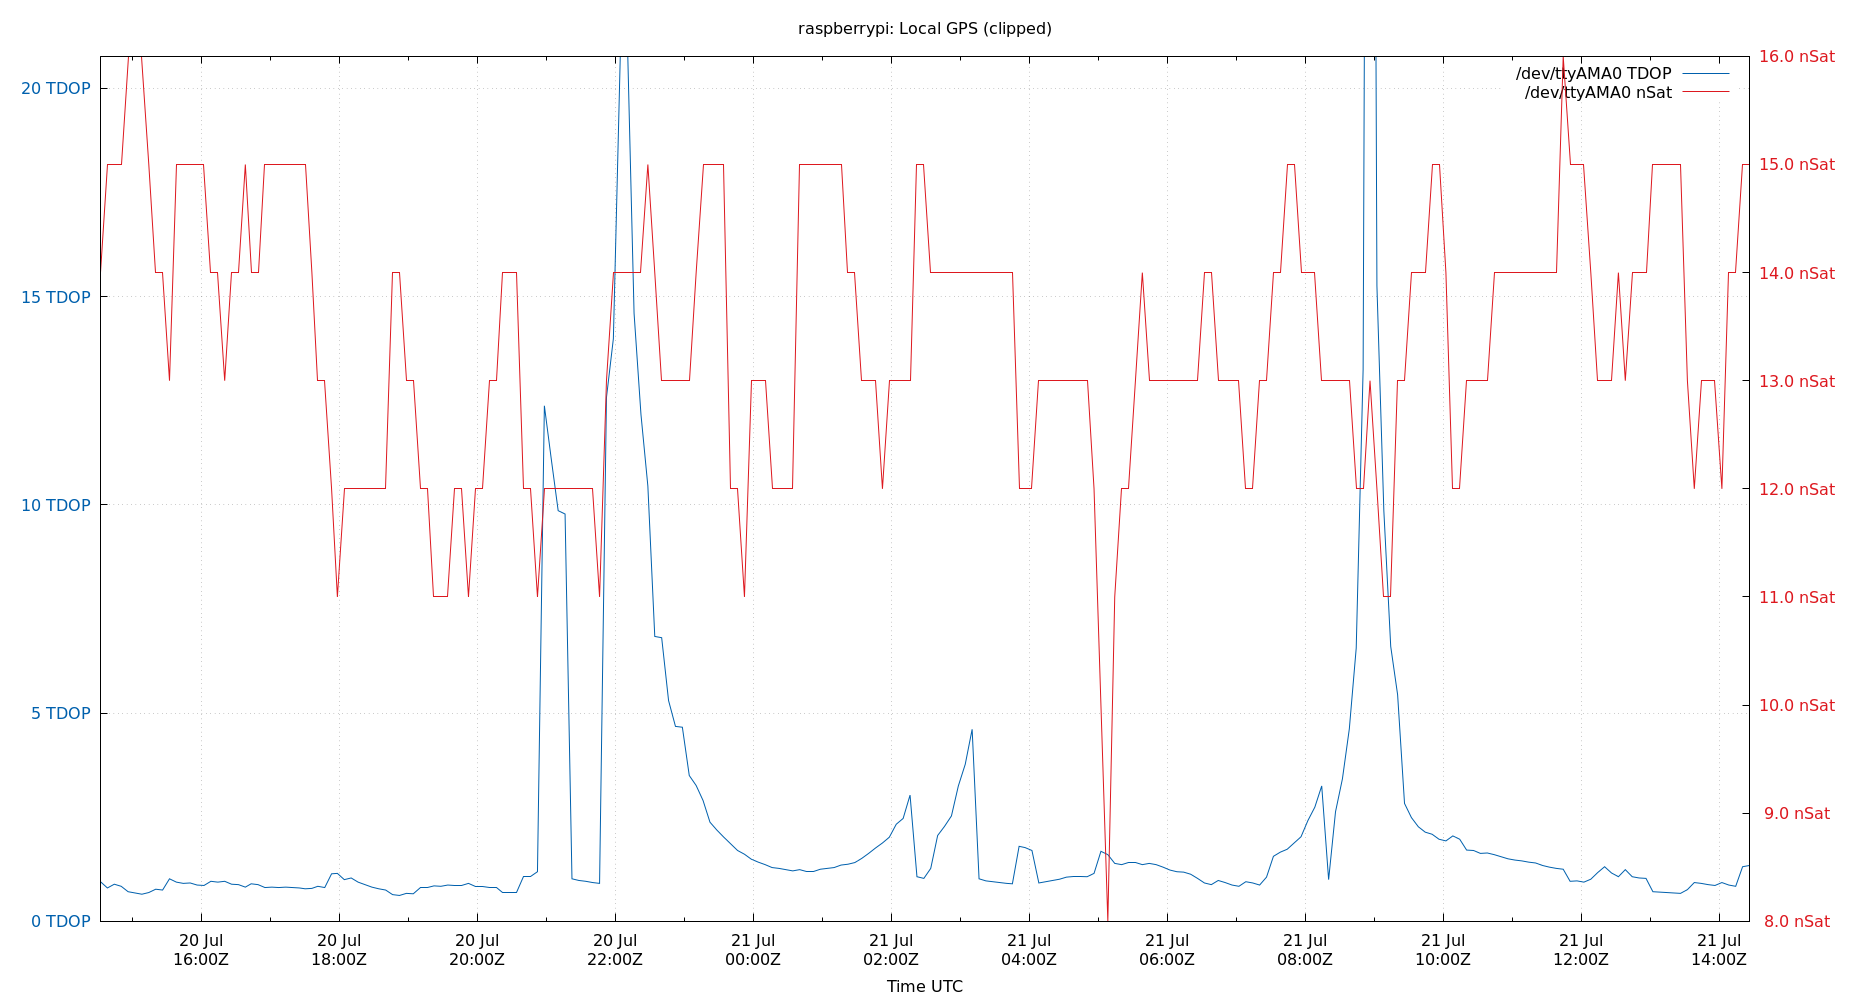 raspberrypi: Local GPS (clipped)
/dev/ttyAMA0 TDOP
/dev/ttyAMA0 nSat
20 TDOP
15 TDOP
10 TDOP
5 TDOP
0 TDOP
16.0 nSat
15.0 nSat
14.0 nSat
13.0 nSat
12.0 nSat
11.0 nSat
10.0 nSat
9.0 nSat
8.0 nSat
20 Jul
16:00Z
20 Jul
18:00Z
20 Jul
20:00Z
20 Jul
22:00Z
21 Jul
00:00Z
21 Jul
02:00Z
21 Jul
04:00Z
21 Jul
06:00Z
21 Jul
08:00Z
21 Jul
10:00Z
21 Jul
12:00Z
21 Jul
14:00Z
Time UTC